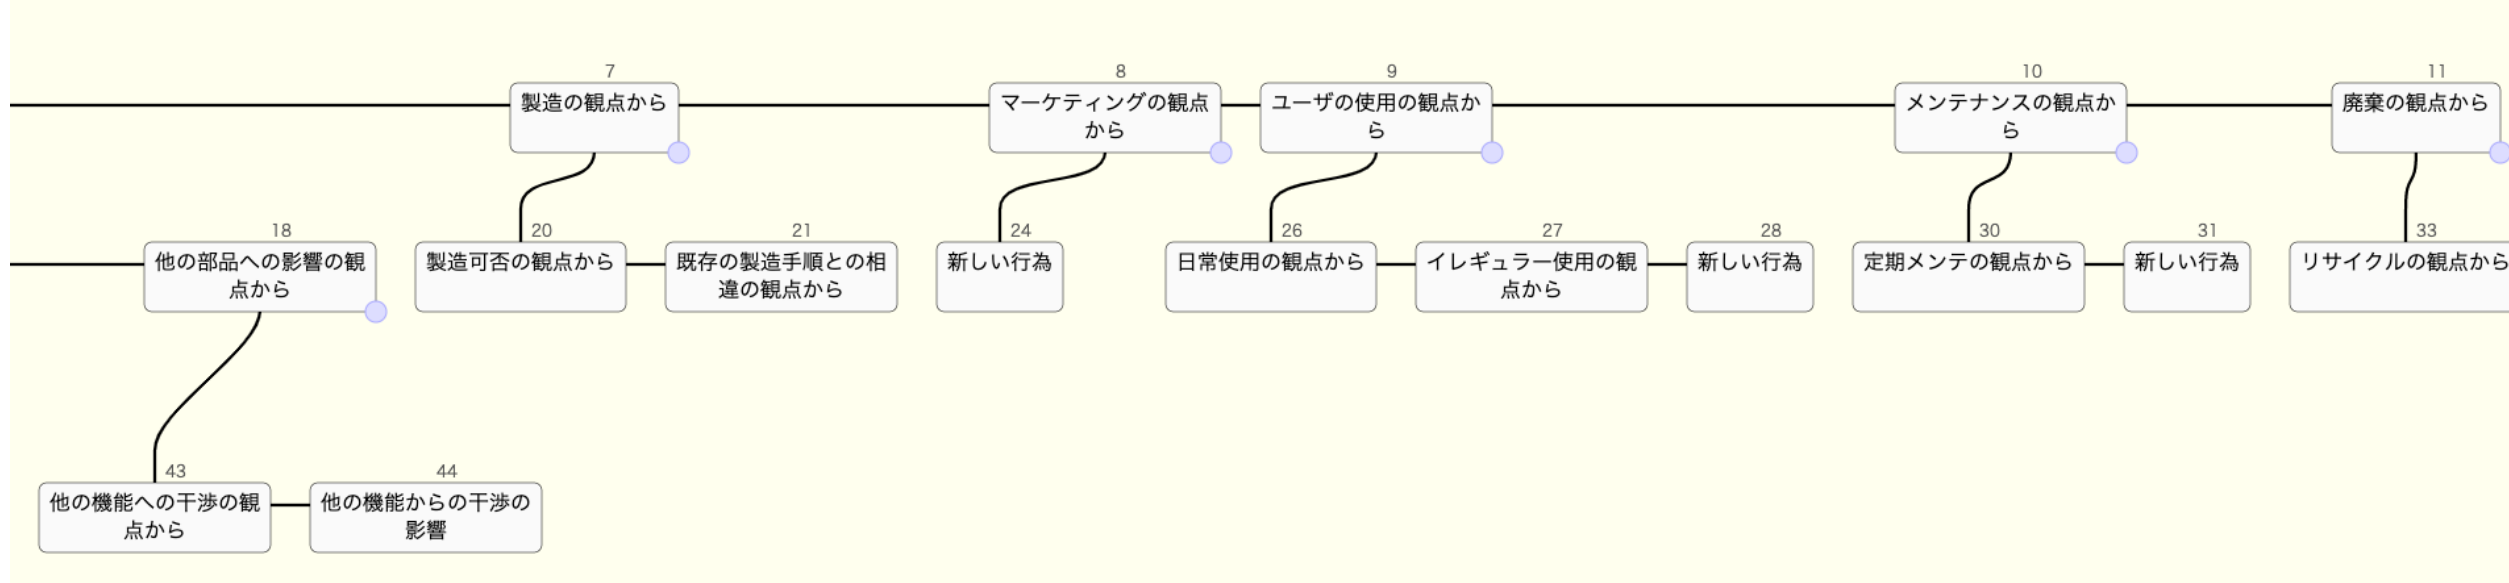 7
製造の観点から
8
マーケティングの観点
から
9
ユーザの使用の観点か
ら
10
メンテナンスの観点か
ら
11
廃棄の観点から
18
他の部品への影響の観
点から
20
製造可否の観点から
21
既存の製造手順との相
違の観点から
24
新しい行為
26
日常使用の観点から
27
イレギュラー使用の観
点から
28
新しい行為
30
定期メンテの観点から
31
新しい行為
33
リサイクルの観点から
43
他の機能への干渉の観
点から
44
他の機能からの干渉の
影響